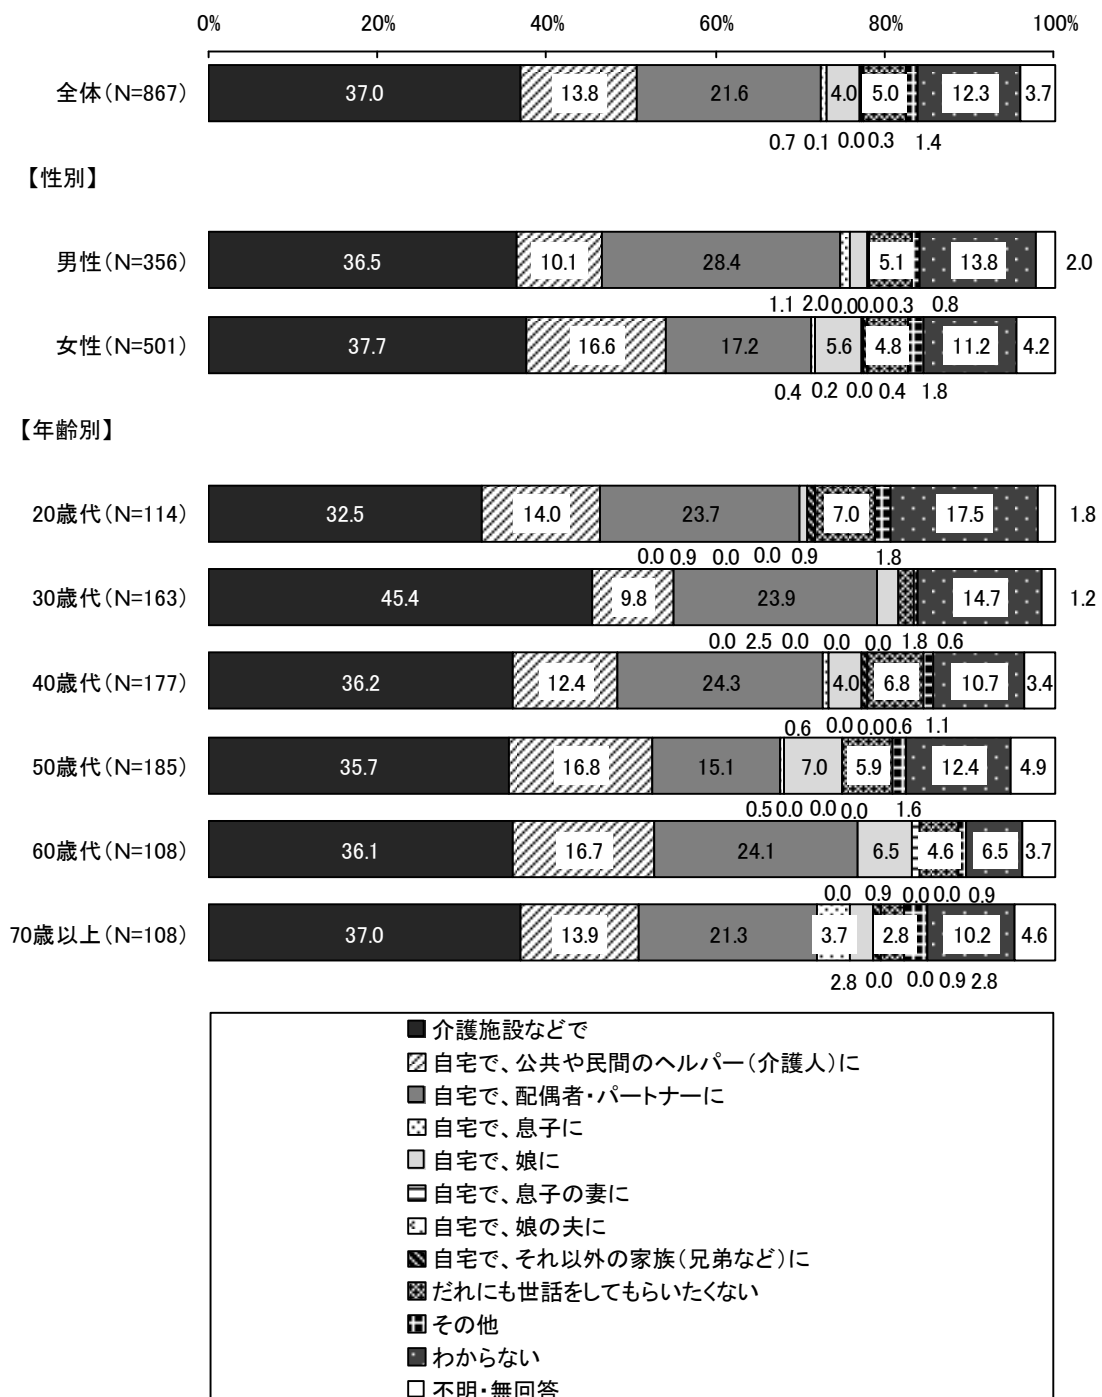 0% 20% 40% 60% 80% 100%
全体(N=867) 37.0 13.8 21.6 4.0 5.0 12.3 3.7
0.7 0.1 0.0 0.3 1.4
【性別】
男性(N=356) 36.5 10.1 28.4 5.1 13.8 2.0
1.1 2.0 0.0 0.0 0.3 0.8
女性(N=501) 37.7 16.6 17.2 5.6 4.8 11.2 4.2
0.4 0.2 0.0 0.4 1.8
【年齢別】
20歳代(N=114) 32.5 14.0 23.7 7.0 17.5 1.8
0.0 0.9 0.0 0.0 0.9 1.8
30歳代(N=163) 45.4 9.8 23.9 14.7 1.2
0.0 2.5 0.0 0.0 0.0 1.8 0.6
40歳代(N=177) 36.2 12.4 24.3 4.0 6.8 10.7 3.4
0.6 0.0 0.0 0.6 1.1
50歳代(N=185) 35.7 16.8 15.1 7.0 5.9 12.4 4.9
0.5 0.0 0.0 0.0 1.6
60歳代(N=108) 36.1 16.7 24.1 6.5 4.6 6.5 3.7
0.0 0.9 0.0 0.0 0.9
70歳以上(N=108) 37.0 13.9 21.3 3.7 2.8 10.2 4.6
2.8 0.0 0.0 0.9 2.8
介護施設などで
自宅で、公共や民間のヘルパー(介護人)に
自宅で、配偶者・パートナーに
自宅で、息子に
自宅で、娘に
自宅で、息子の妻に
自宅で、娘の夫に
自宅で、それ以外の家族(兄弟など)に
だれにも世話をしてもらいたくない
その他
わからない
不明・無回答